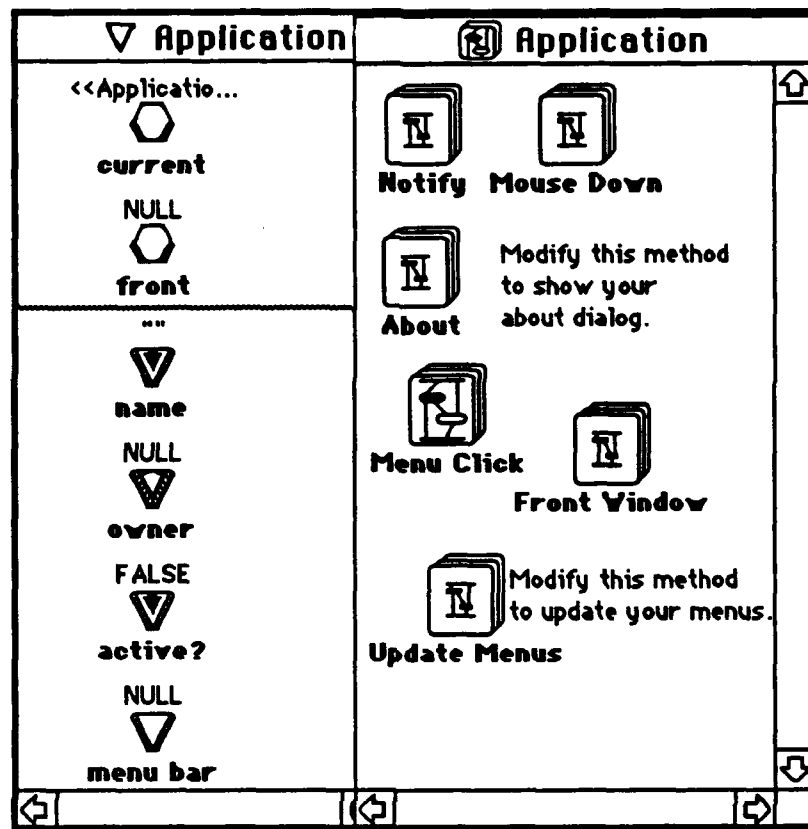 Application
<<Applicatio...
current
NULL
front
""
name
NULL
owner
FALSE
active?
NULL
menu bar
Application
Notify
Mouse Down
About
Modify this method
to show your
about dialog.
Menu Click
Front Window
Update Menus
Modify this method
to update your menus.